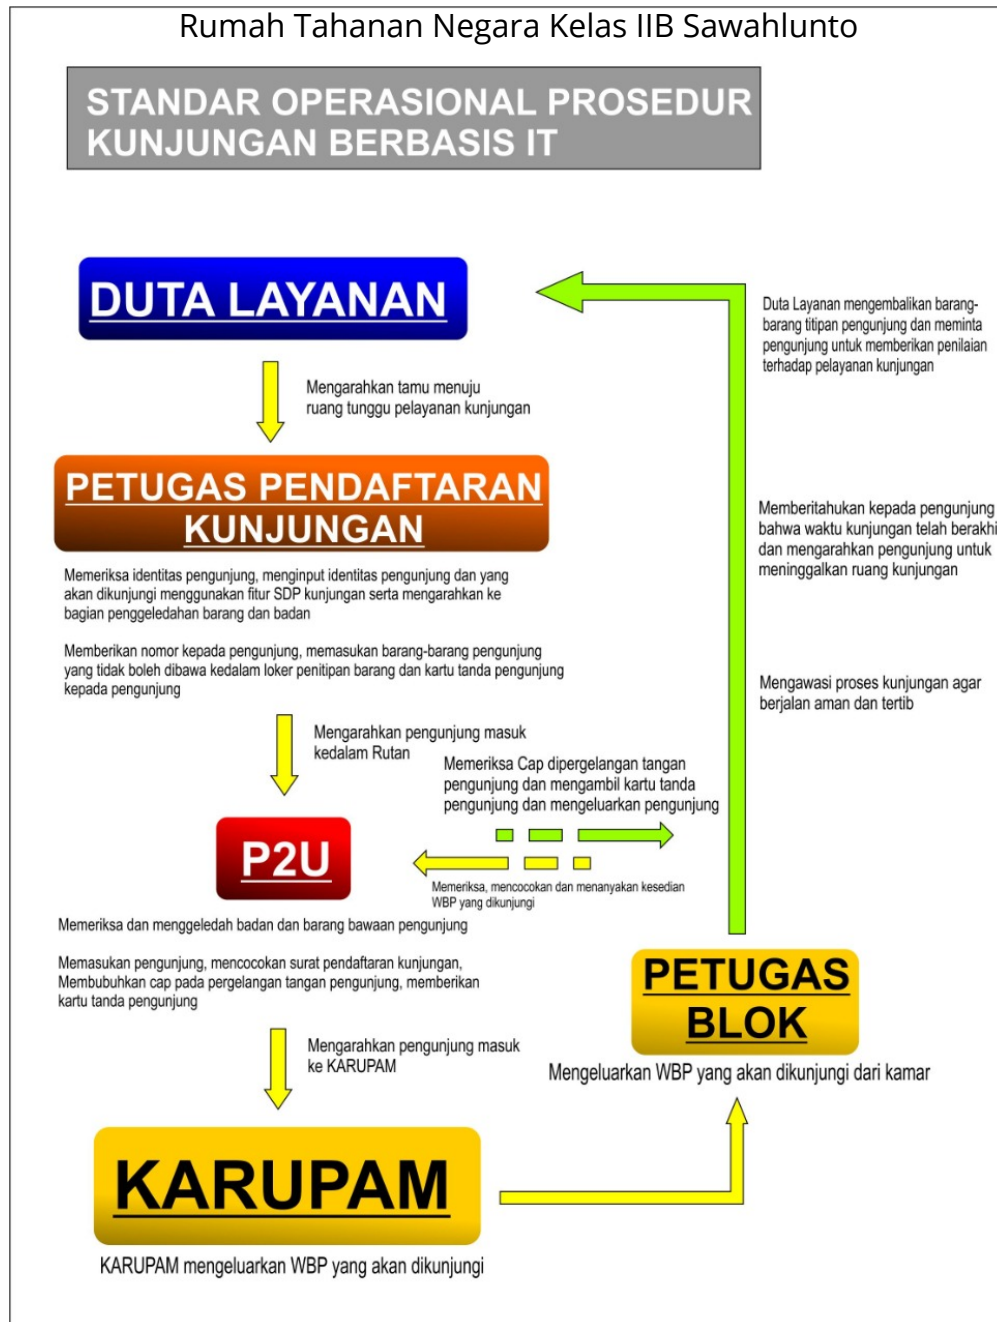 Rumah Tahanan Negara Kelas IIB Sawahlunto
STANDAR OPERASIONAL PROSEDUR
KUNJUNGAN BERBASIS IT
DUTA LAYANAN
Mengarahkan tamu menuju
ruang tunggu pelayanan kunjungan
PETUGAS PENDAFTARAN
KUNJUNGAN
Memeriksa identitas pengunjung, menginput identitas pengunjung dan yang
akan dikunjungi menggunakan fitur SDP kunjungan serta mengarahkan ke
bagian penggeledahan barang dan badan
Memberikan nomor kepada pengunjung, memasukan barang-barang pengunjung
yang tidak boleh dibawa kedalam loker penitipan barang dan kartu tanda pengunjung
kepada pengunjung
Mengarahkan pengunjung masuk
kedalam Rutan
P2U
Memeriksa dan menggeledah badan dan barang bawaan pengunjung
Memasukan pengunjung, mencocokan surat pendaftaran kunjungan,
Membubuhkan cap pada pergelangan tangan pengunjung, memberikan
kartu tanda pengunjung
Mengarahkan pengunjung masuk
ke KARUPAM
KARUPAM
KARUPAM mengeluarkan WBP yang akan dikunjungi
Memeriksa Cap dipergelangan tangan
pengunjung dan mengambil kartu tanda
pengunjung dan mengeluarkan pengunjung
Memeriksa, mencocokan dan menanyakan kesedian
WBP yang dikunjungi
PETUGAS
BLOK
Mengeluarkan WBP yang akan dikunjungi dari kamar
Duta Layanan mengembalikan barang-
barang titipan pengunjung dan meminta
pengunjung untuk memberikan penilaian
terhadap pelayanan kunjungan
Memberitahukan kepada pengunjung
bahwa waktu kunjungan telah berakhi
dan mengarahkan pengunjung untuk
meninggalkan ruang kunjungan
Mengawasi proses kunjungan agar
berjalan aman dan tertib